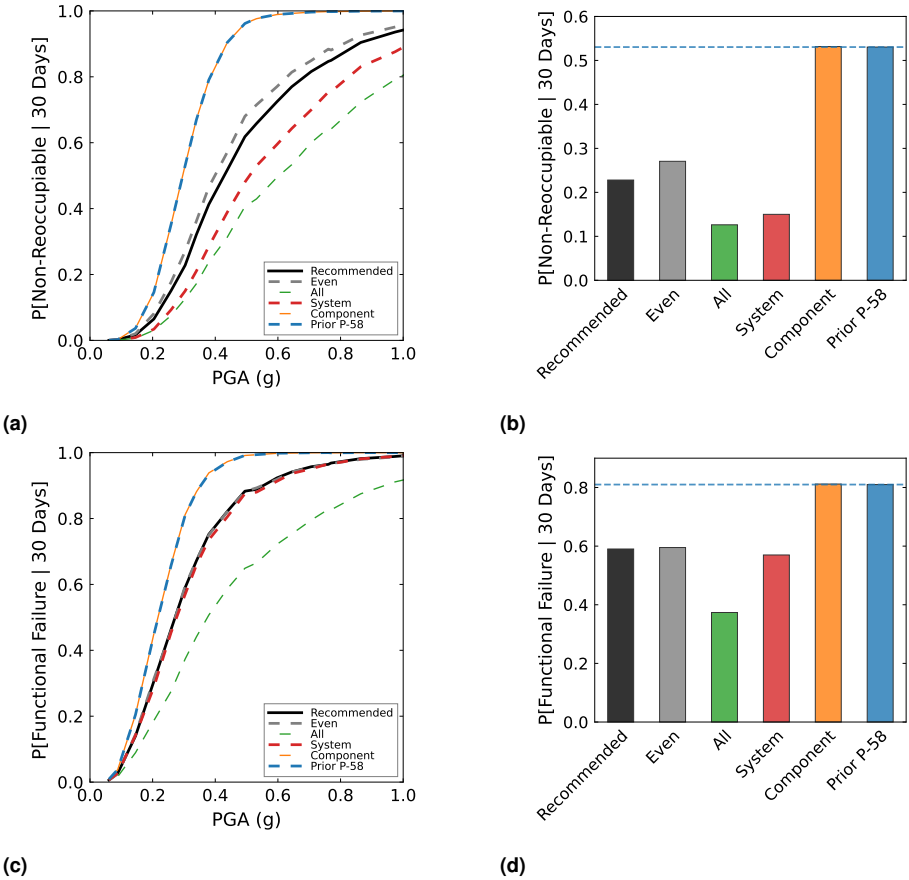 P[Non-Reoccupiable | 30 Days]
1.0
0.8
0.6
0.4
0.2
0.0
Recommended
Even
All
System
Component
Prior P-58
0.0 0.2 0.4 0.6 0.8 1.0
PGA (g)
(a)
P[Non-Reoccupiable | 30 Days]
0.6
0.5
0.4
0.3
0.2
0.1
0.0
Recommended
Even
All
System
Component
Prior P-58
(b)
P[Functional Failure | 30 Days]
1.0
0.8
0.6
0.4
0.2
0.0
Recommended
Even
All
System
Component
Prior P-58
0.0 0.2 0.4 0.6 0.8 1.0
PGA (g)
(c)
P[Functional Failure | 30 Days]
0.8
0.6
0.4
0.2
0.0
Recommended
Even
All
System
Component
Prior P-58
(d)